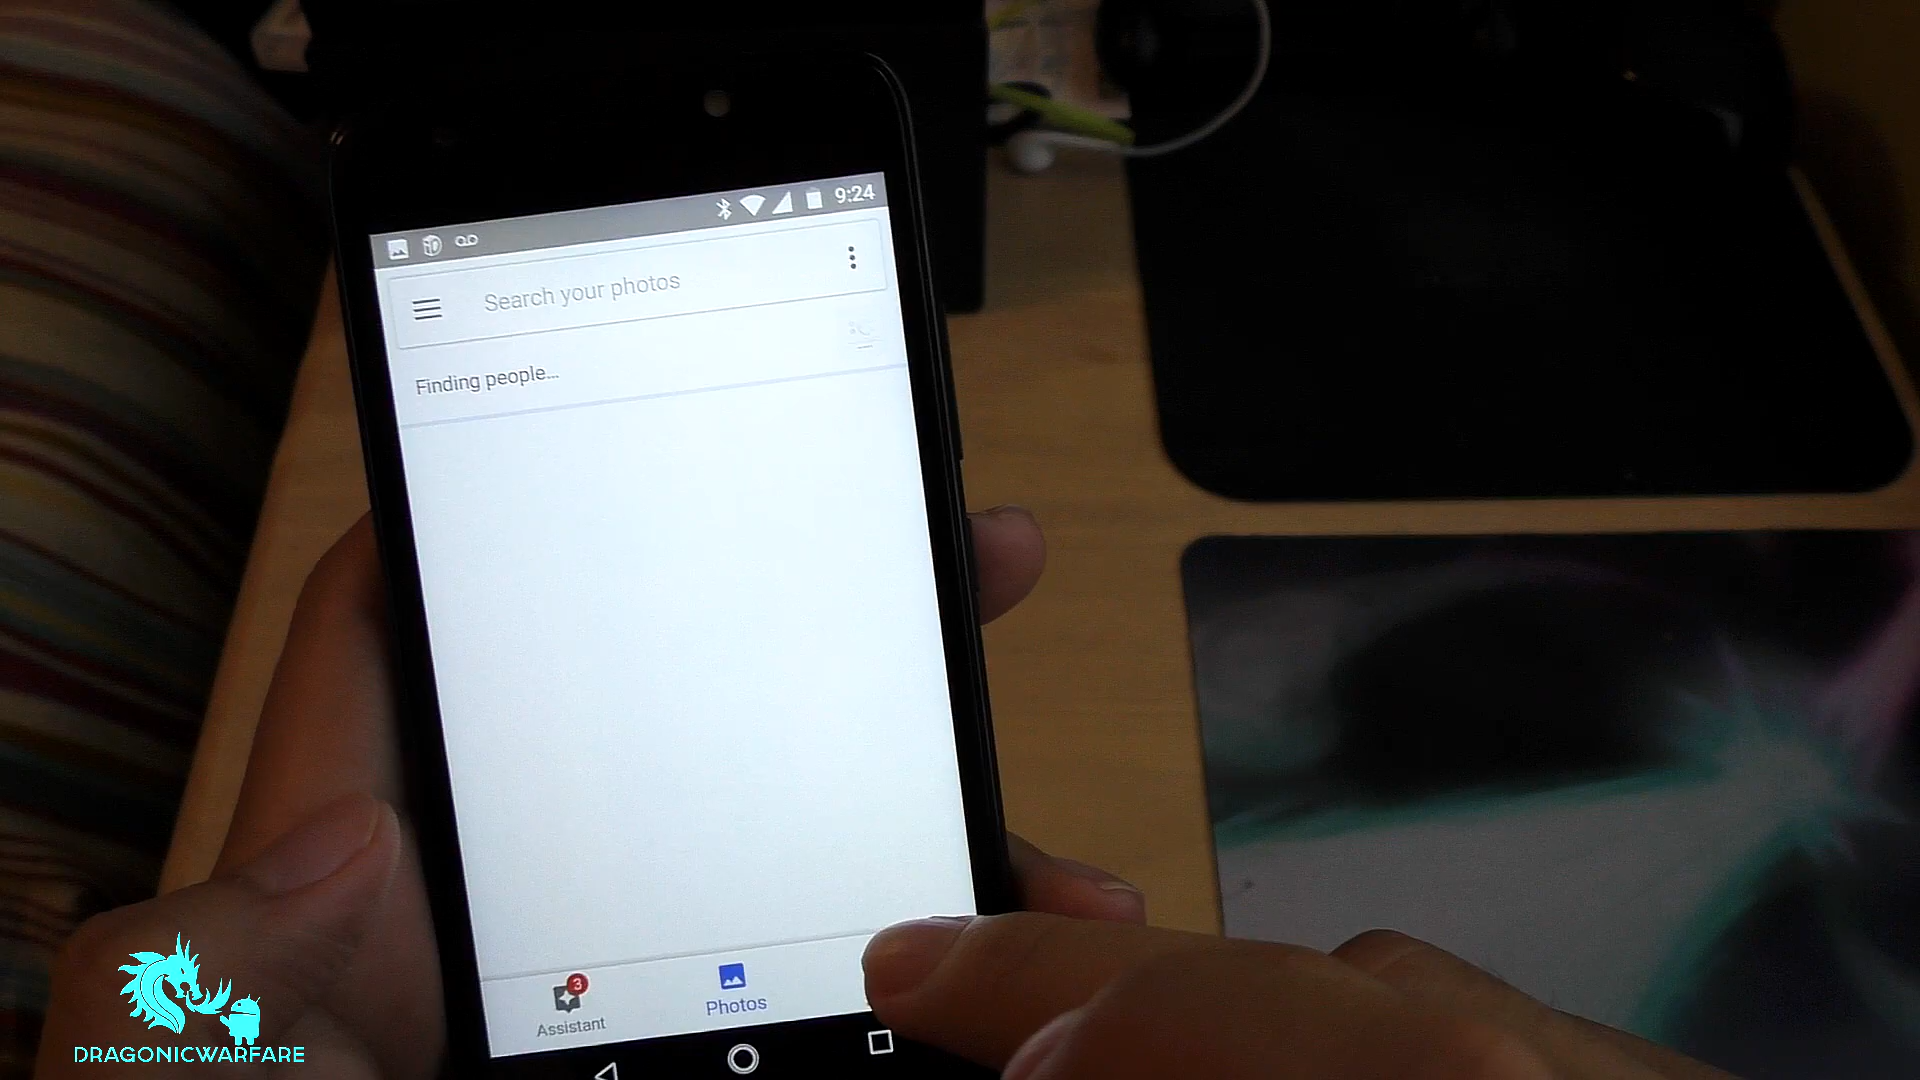 9:24
Search your photos
Finding people...
3
Assistant
Photos
DRAGONICWARFARE